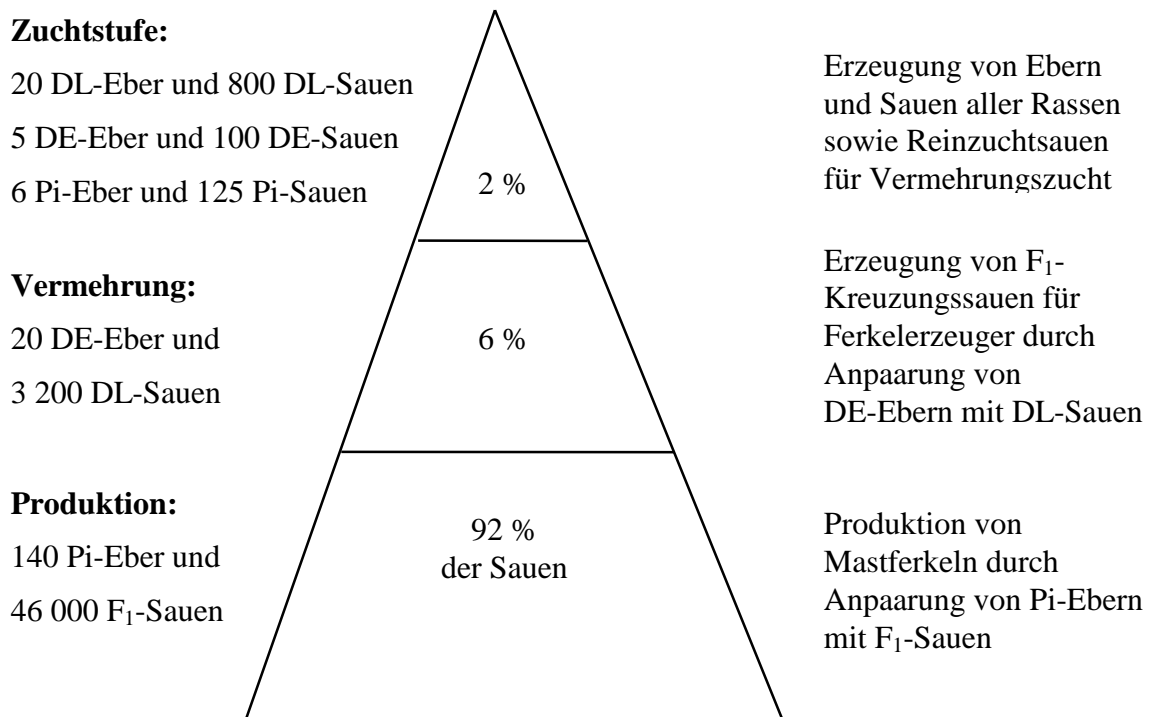 Zuchtstufe:
20 DL-Eber und 800 DL-Sauen
5 DE-Eber und 100 DE-Sauen
6 Pi-Eber und 125 Pi-Sauen
2 %
Erzeugung von Ebern
und Sauen aller Rassen
sowie Reinzuchtsauen
für Vermehrungszucht
Vermehrung:
20 DE-Eber und
3 200 DL-Sauen
6 %
Erzeugung von F₁-
Kreuzungssauen für
Ferkelerzeuger durch
Anpaarung von
DE-Ebern mit DL-Sauen
Produktion:
140 Pi-Eber und
46 000 F₁-Sauen
92 %
der Sauen
Produktion von
Mastferkeln durch
Anpaarung von Pi-Ebern
mit F₁-Sauen